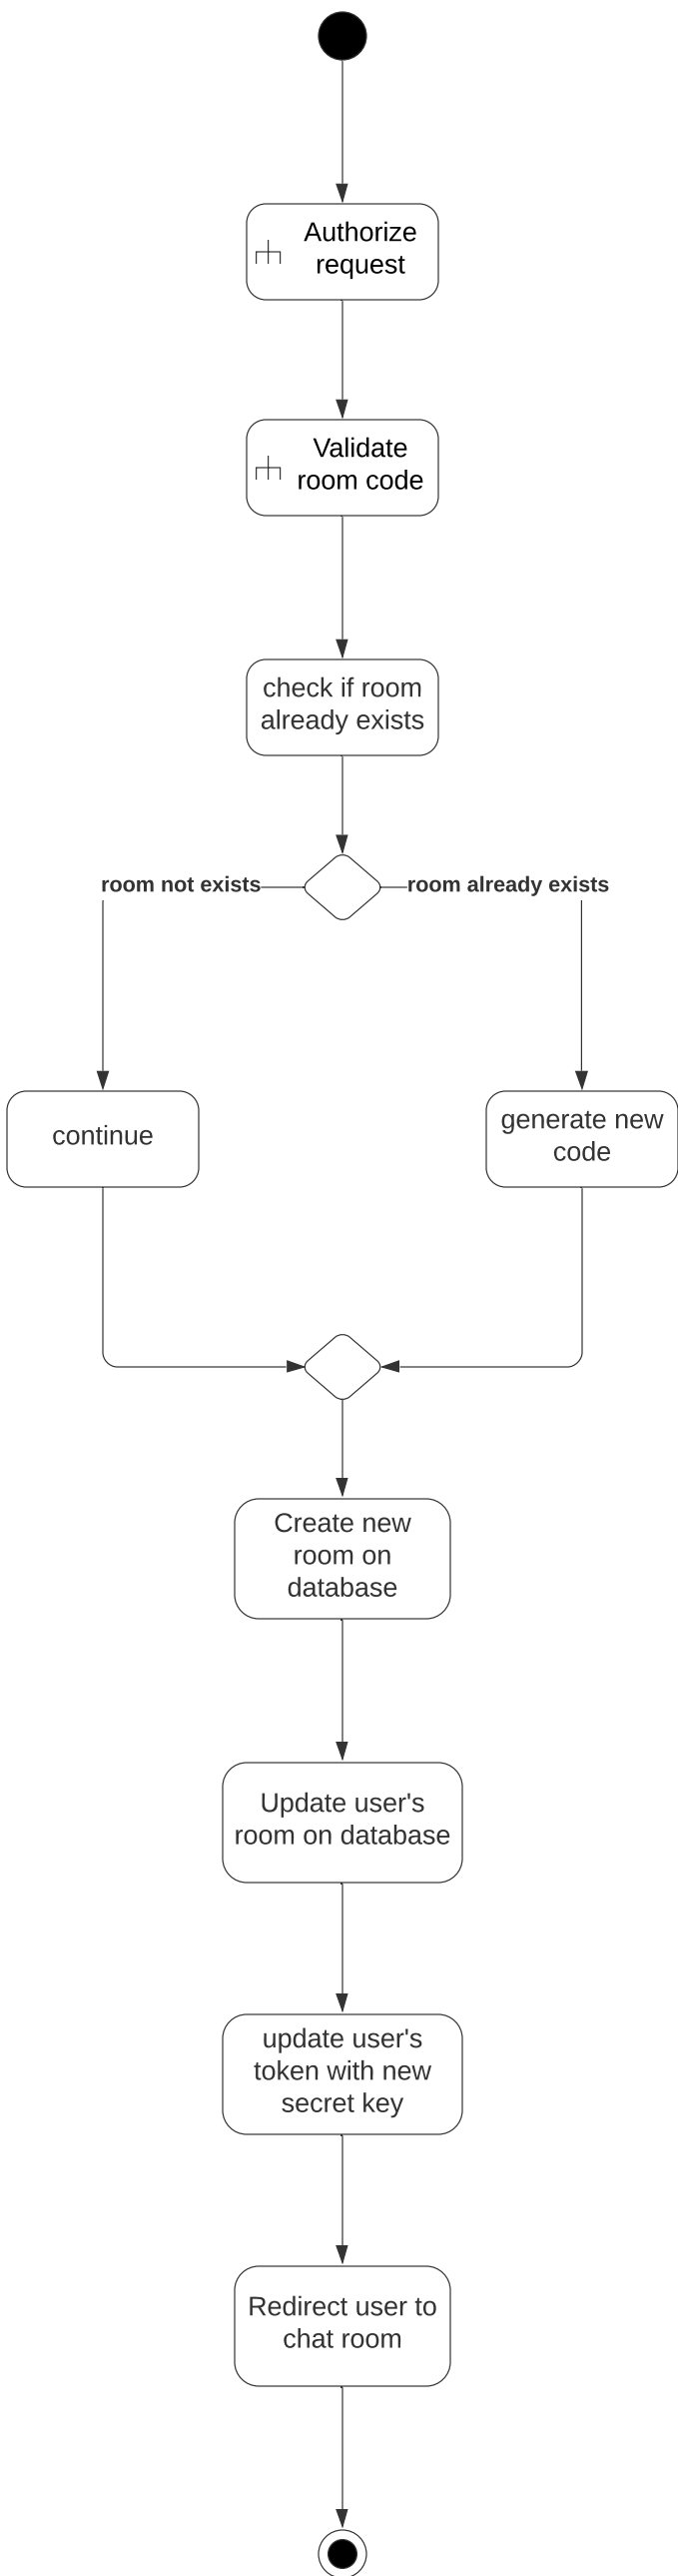 Authorize
request
Validate
room code
check if room
already exists
room not exists
room already exists
continue
generate new
code
Create new
room on
database
Update user's
room on database
update user's
token with new
secret key
Redirect user to
chat room